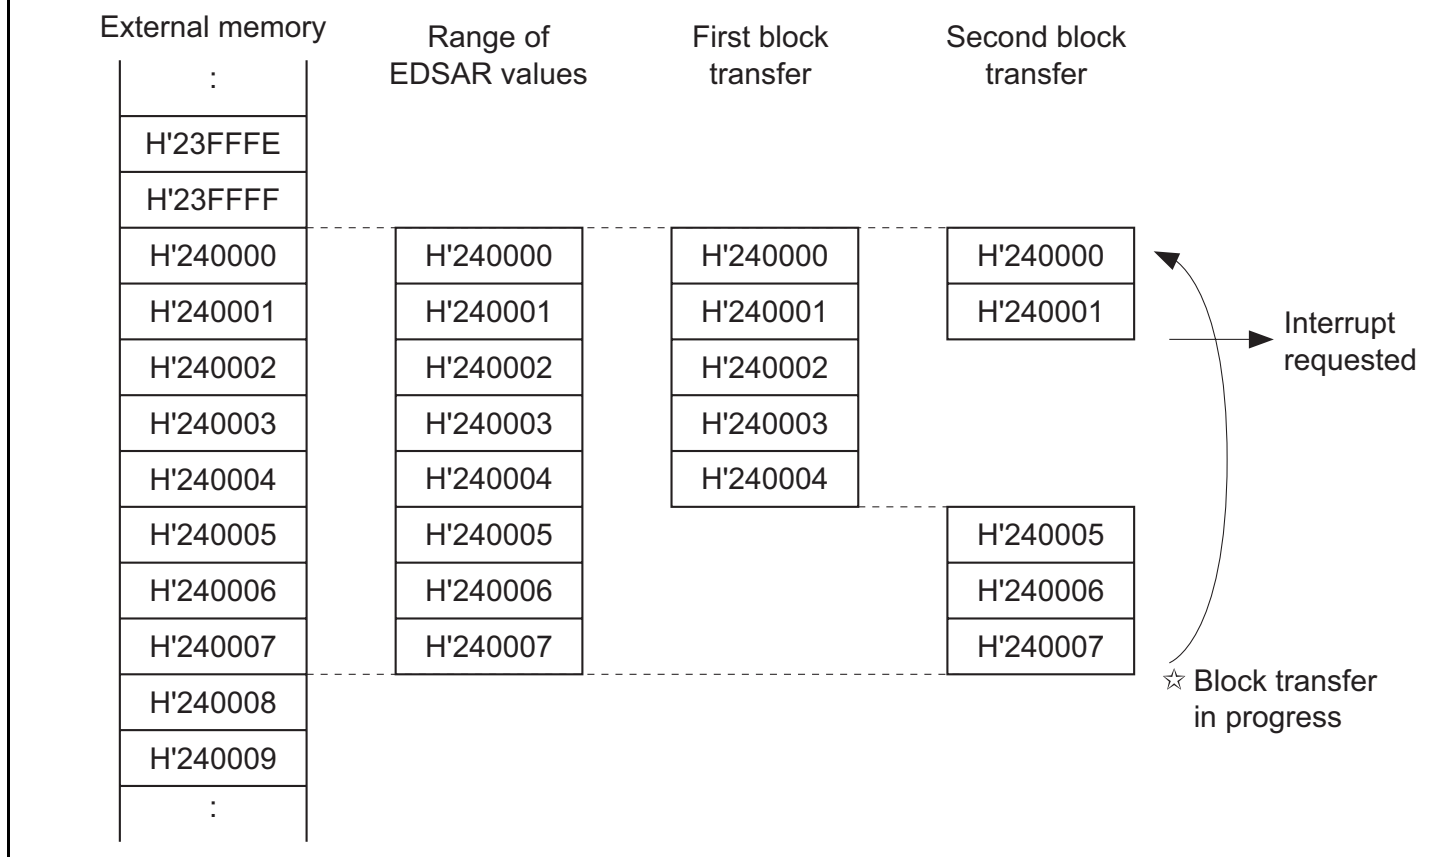 External memory
Range of
EDSAR values
First block
transfer
Second block
transfer
:
H'23FFFE
H'23FFFF
H'240000 H'240000 H'240000 H'240000
H'240001 H'240001 H'240001 H'240001
Interrupt
requested
H'240002 H'240002 H'240002
H'240003 H'240003 H'240003
H'240004 H'240004 H'240004
H'240005 H'240005 H'240005
H'240006 H'240006 H'240006
H'240007 H'240007 H'240007
☆ Block transfer
in progress
H'240008
H'240009
: